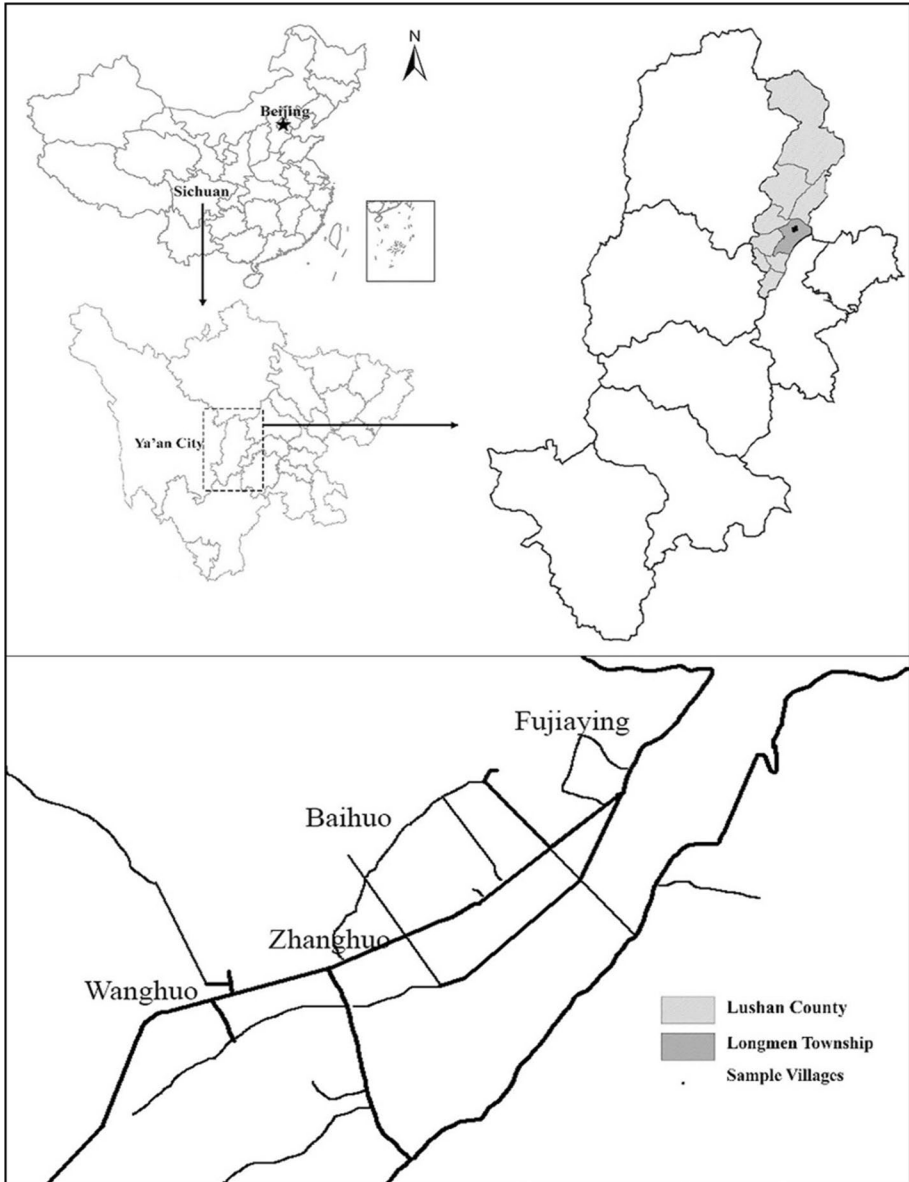 N
Beijing
Sichuan
Ya'an City
Fujiaying
Baihuo
Zhanghuo
Wanghuo
Lushan County
Longmen Township
Sample Villages